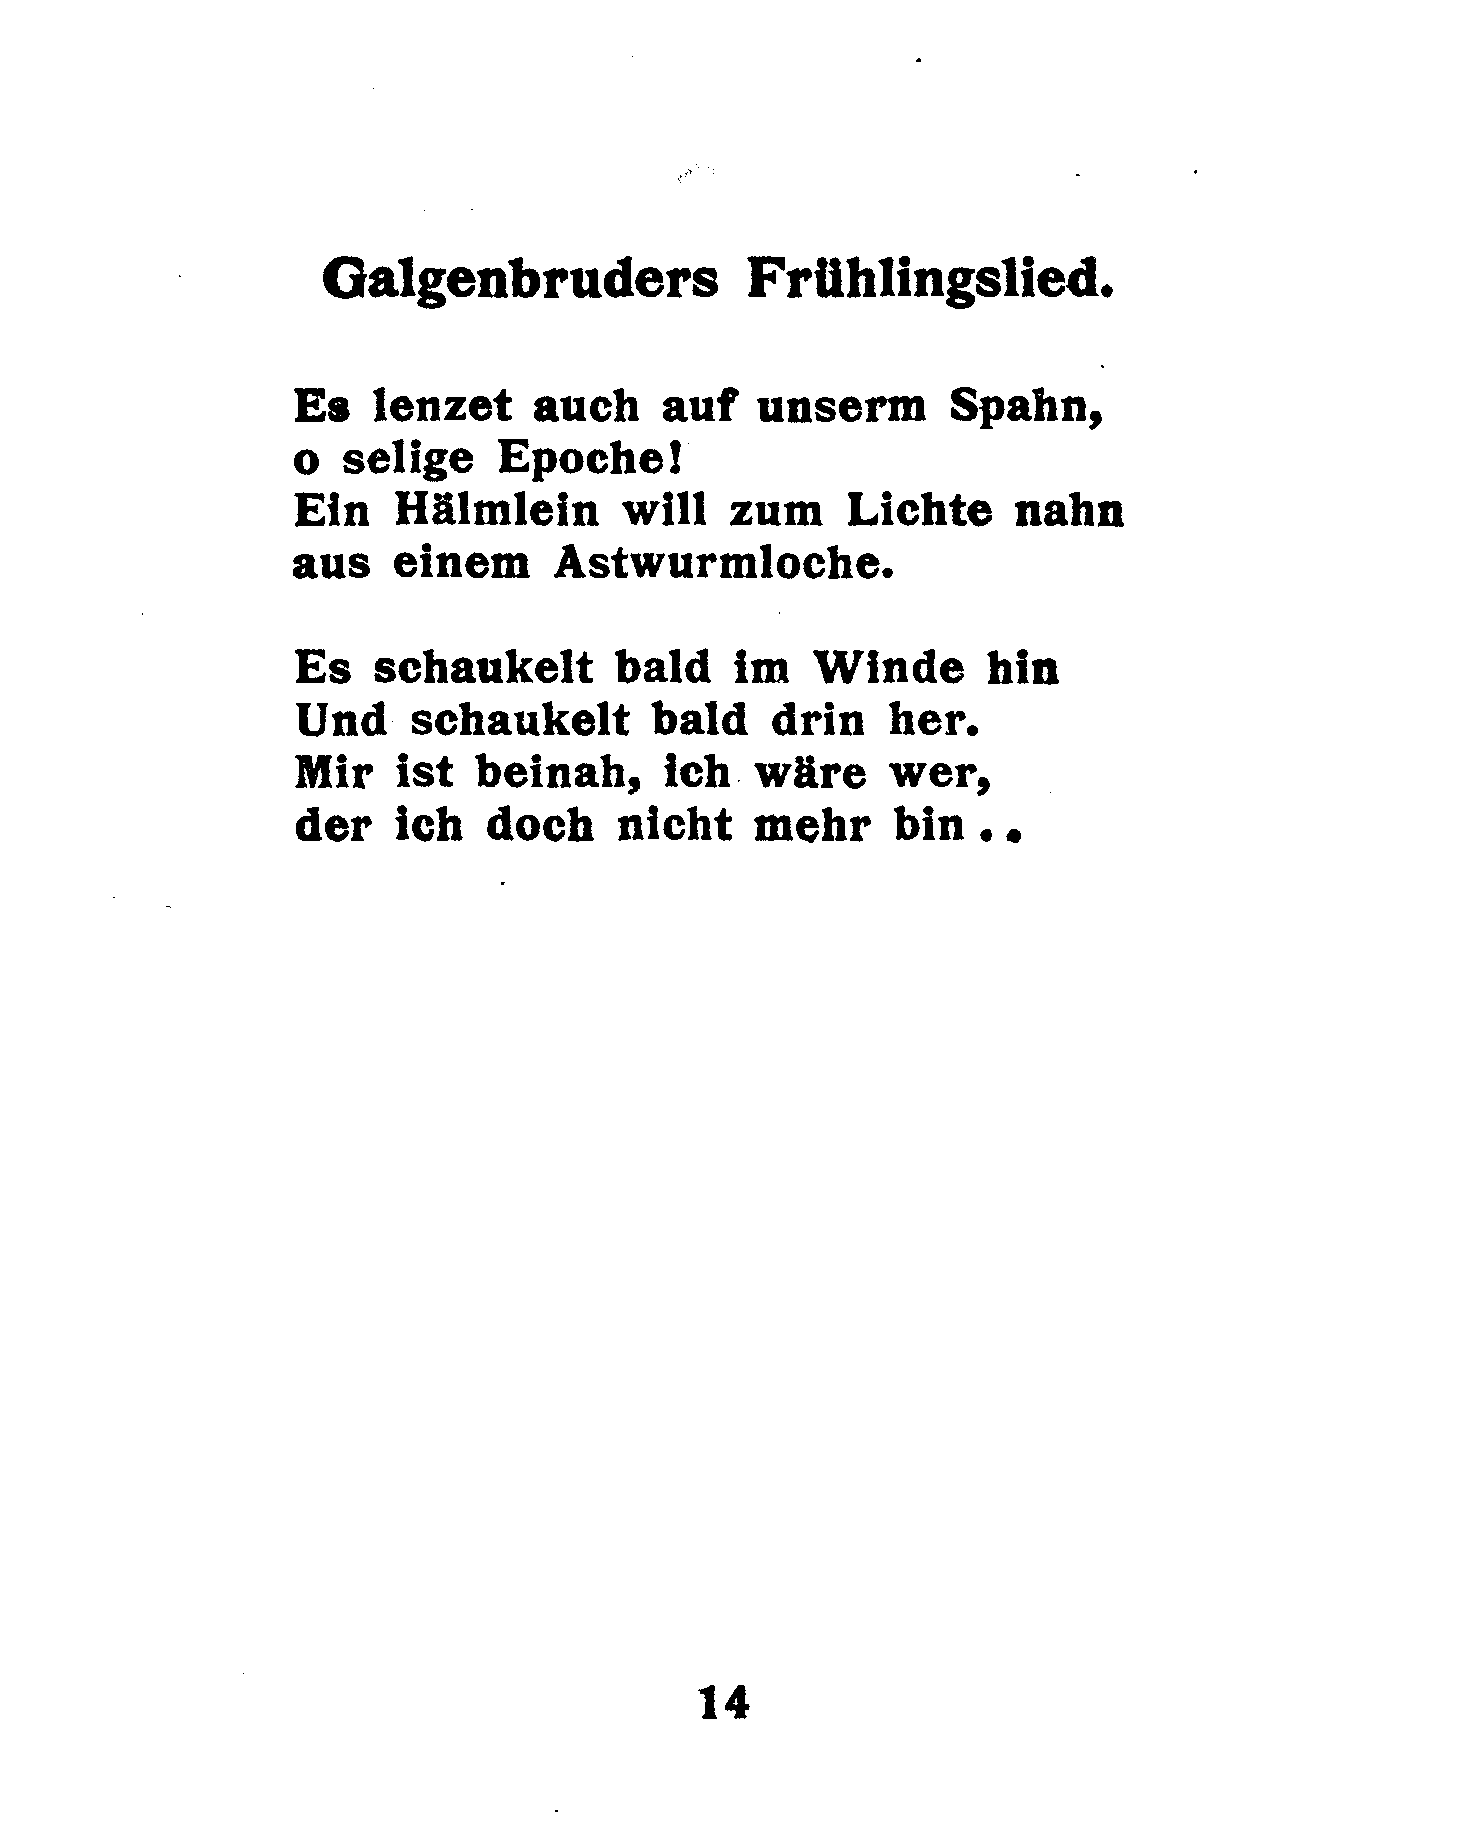 Galgenbruders Frühlingslied.
Es lenzet auch auf unserm Spahn,
o selige Epoche!
Ein Hälmlein will zum Lichte nahn
aus einem Astwurmloche.
Es schaukelt bald im Winde hin
Und schaukelt bald drin her.
Mir ist beinah, ich wäre wer,
der ich doch nicht mehr bin . .
14